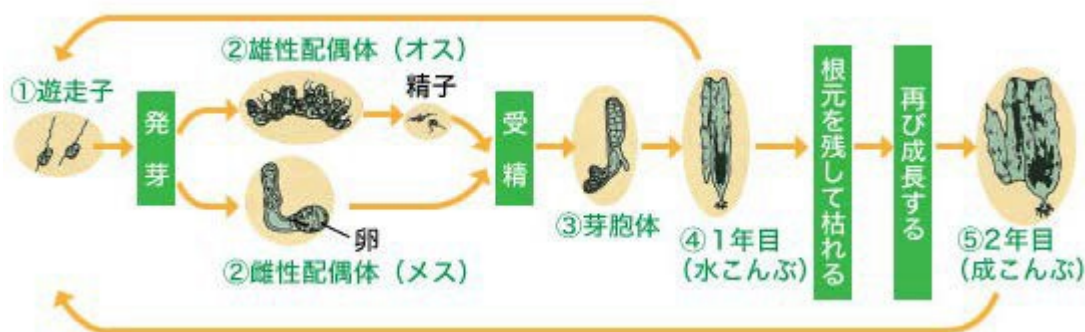 ①遊走子
発芽
②雄性配偶体（オス）
精子
卵
②雌性配偶体（メス）
受精
③芽胞体
④1年目
（水こんぶ）
根元を残して枯れる
再び成長する
⑤2年目
（成こんぶ）